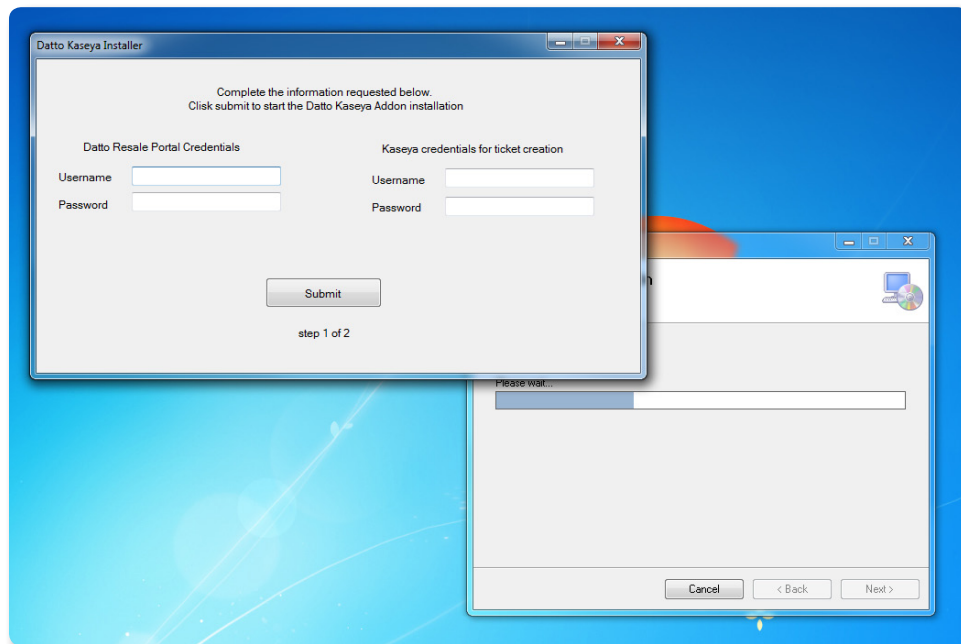 Datto Kaseya Installer
Complete the information requested below.
Clisk submit to start the Datto Kaseya Addon installation
Datto Resale Portal Credentials
Kaseya credentials for ticket creation
Username
Username
Password
Password
Submit
step 1 of 2
Please wait...
Cancel
< Back
Next >